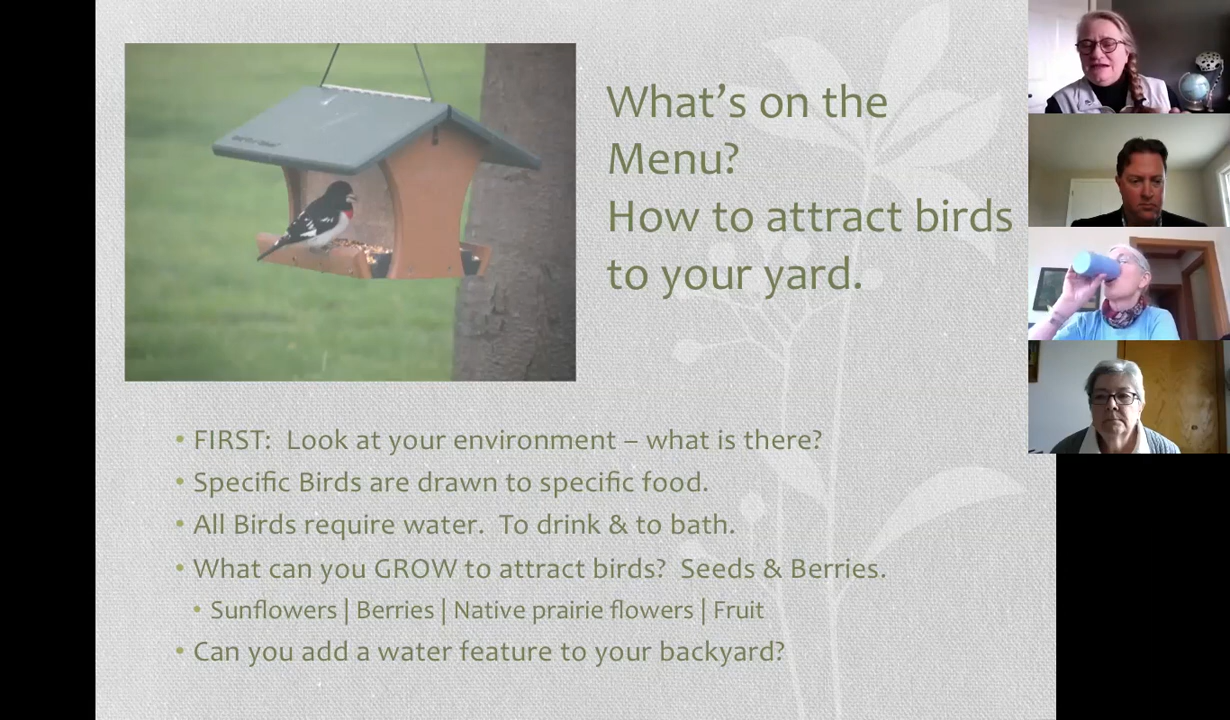 What's on the
Menu?
How to attract birds
to your yard.
• FIRST:  Look at your environment – what is there?
• Specific Birds are drawn to specific food.
• All Birds require water.  To drink & to bath.
• What can you GROW to attract birds?  Seeds & Berries.
• Sunflowers | Berries | Native prairie flowers | Fruit
• Can you add a water feature to your backyard?